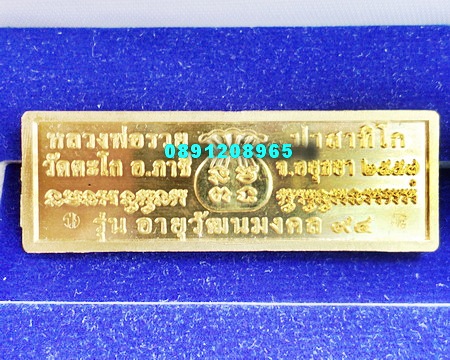 หลวงพ่อรวย ปาสาทิโก
0891208965
วัดตะโก อ.ภาชี จ.อยุธยา ๒๕๕๘
รุ่น อายุวัฒนมงคล ๙๔